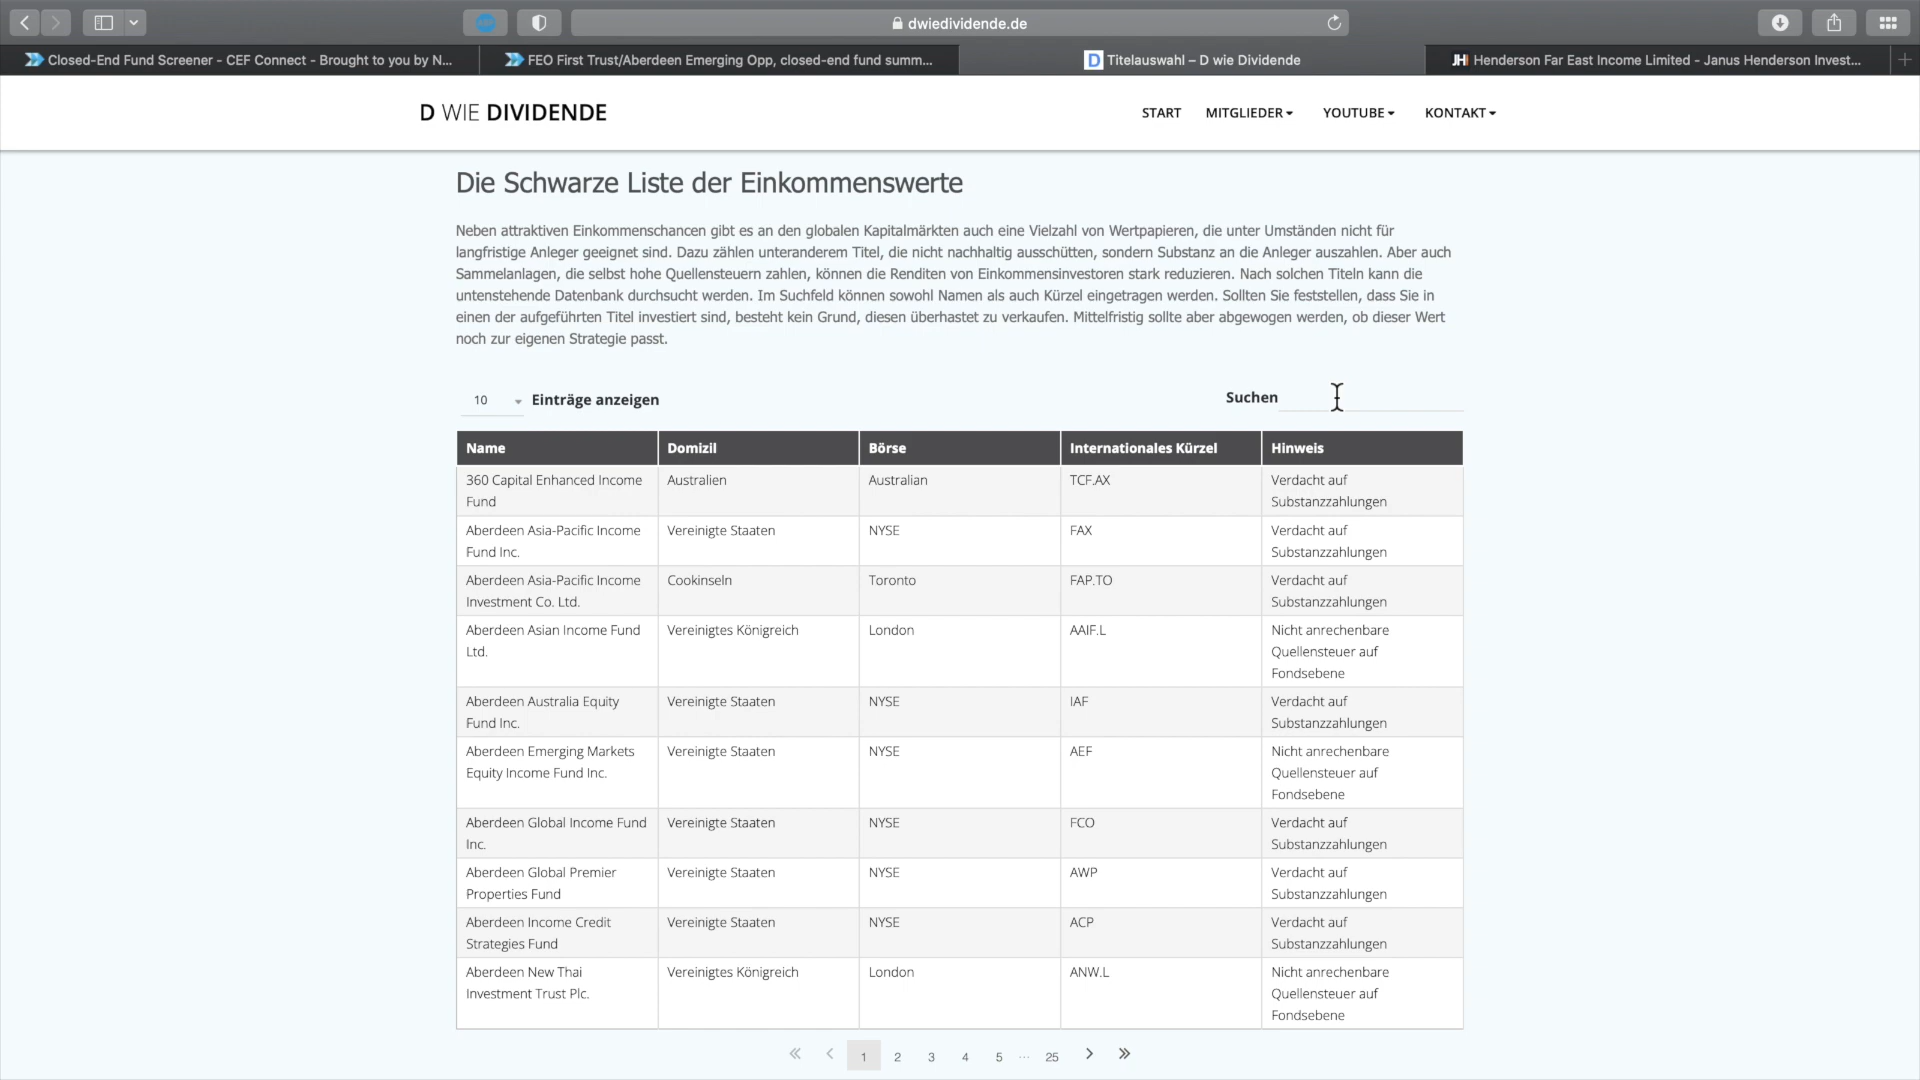 dwiedividende.de
Closed-End Fund Screener - CEF Connect - Brought to you by N...
FEO First Trust/Aberdeen Emerging Opp, closed-end fund summ...
Titelauswahl – D wie Dividende
Henderson Far East Income Limited - Janus Henderson Invest...
D WIE DIVIDENDE
START MITGLIEDER YOUTUBE KONTAKT
Die Schwarze Liste der Einkommenswerte
Neben attraktiven Einkommenschancen gibt es an den globalen Kapitalmärkten auch eine Vielzahl von Wertpapieren, die unter Umständen nicht für
langfristige Anleger geeignet sind. Dazu zählen unteranderem Titel, die nicht nachhaltig ausschütten, sondern Substanz an die Anleger auszahlen. Aber auch
Sammelanlagen, die selbst hohe Quellensteuern zahlen, können die Renditen von Einkommensinvestoren stark reduzieren. Nach solchen Titeln kann die
untenstehende Datenbank durchsucht werden. Im Suchfeld können sowohl Namen als auch Kürzel eingetragen werden. Sollten Sie feststellen, dass Sie in
einen der aufgeführten Titel investiert sind, besteht kein Grund, diesen überhastet zu verkaufen. Mittelfristig sollte aber abgewogen werden, ob dieser Wert
noch zur eigenen Strategie passt.
10 Einträge anzeigen Suchen
Name Domizil Börse Internationales Kürzel Hinweis
360 Capital Enhanced Income Australien Australian TCF.AX Verdacht auf
Fund Substanzzahlungen
Aberdeen Asia-Pacific Income Vereinigte Staaten NYSE FAX Verdacht auf
Fund Inc. Substanzzahlungen
Aberdeen Asia-Pacific Income Cookinseln Toronto FAP.TO Verdacht auf
Investment Co. Ltd. Substanzzahlungen
Aberdeen Asian Income Fund Vereinigtes Königreich London AAIF.L Nicht anrechenbare
Ltd. Quellensteuer auf
Fondsebene
Aberdeen Australia Equity Vereinigte Staaten NYSE IAF Verdacht auf
Fund Inc. Substanzzahlungen
Aberdeen Emerging Markets Vereinigte Staaten NYSE AEF Nicht anrechenbare
Equity Income Fund Inc. Quellensteuer auf
Fondsebene
Aberdeen Global Income Fund Vereinigte Staaten NYSE FCO Verdacht auf
Inc. Substanzzahlungen
Aberdeen Global Premier Vereinigte Staaten NYSE AWP Verdacht auf
Properties Fund Substanzzahlungen
Aberdeen Income Credit Vereinigte Staaten NYSE ACP Verdacht auf
Strategies Fund Substanzzahlungen
Aberdeen New Thai Vereinigtes Königreich London ANW.L Nicht anrechenbare
Investment Trust Plc. Quellensteuer auf
Fondsebene
« ‹ 1 2 3 4 5 ... 25 › »